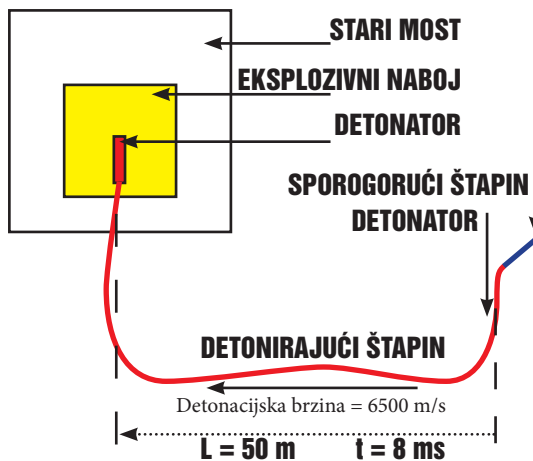 STARI MOST
EKSPLOZIVNI NABOJ
DETONATOR
SPOROGORUĆI ŠTAPIN
DETONATOR
DETONIRAJUĆI ŠTAPIN
Detonacijska brzina = 6500 m/s
L = 50 m t = 8 ms